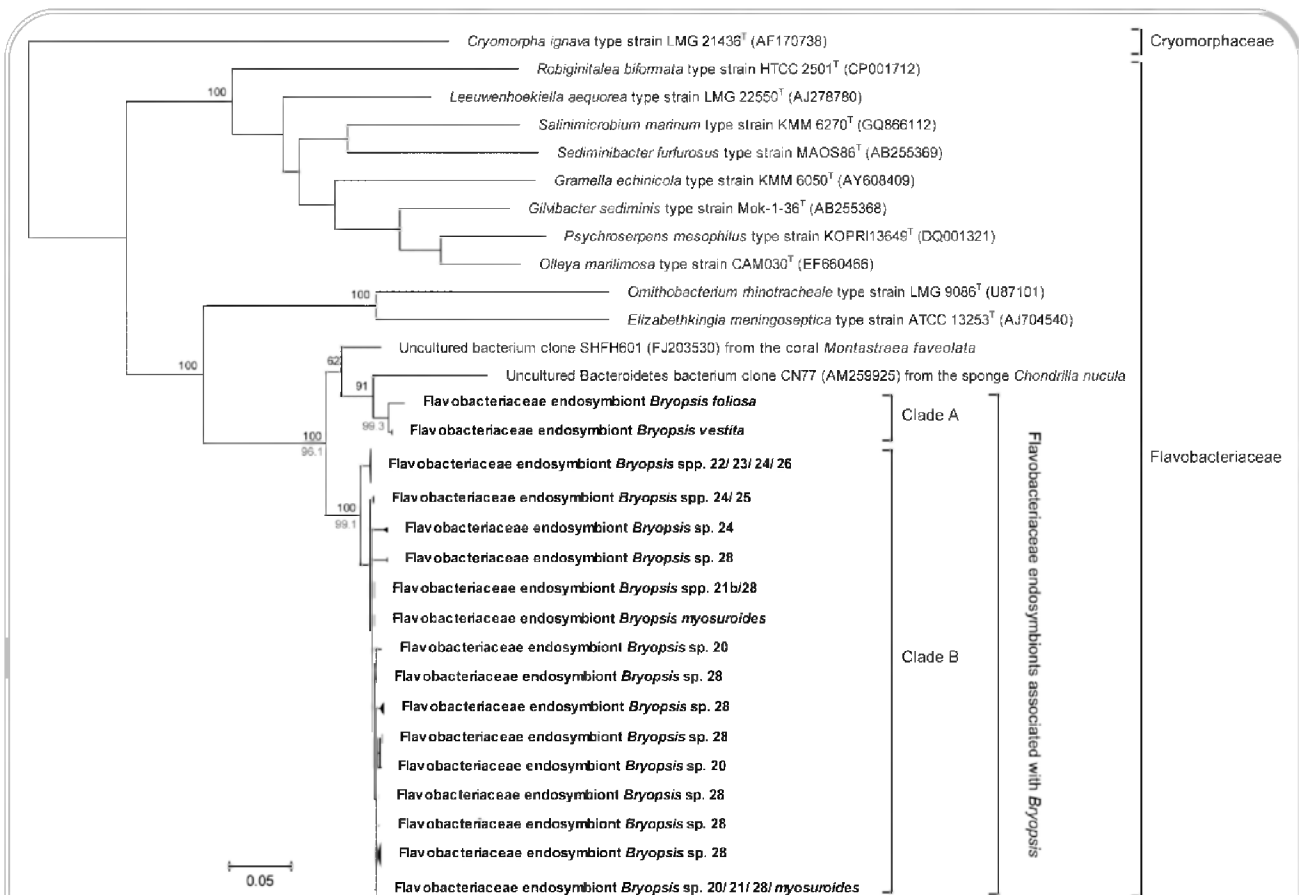 Cryomorpha ignava type strain LMG 21436ᵀ (AF170738)
Cryomorphaceae
Robiginitalea biformata type strain HTCC 2501ᵀ (CP001712)
100
Leeuwenhoekiella aequorea type strain LMG 22550ᵀ (AJ278780)
Salinimicrobium marinum type strain KMM 6270ᵀ (GQ866112)
Sediminibacter furfurosus type strain MAOS86ᵀ (AB255369)
Gramella echinicola type strain KMM 6050ᵀ (AY608409)
Gilvibacter sediminis type strain Mok-1-36ᵀ (AB255368)
Psychroserpens mesophilus type strain KOPRI13649ᵀ (DQ001321)
Olleya marilimosa type strain CAM030ᵀ (EF660466)
100
Ornithobacterium rhinotracheale type strain LMG 9086ᵀ (U87101)
Elizabethkingia meningoseptica type strain ATCC 13253ᵀ (AJ704540)
Uncultured bacterium clone SHFH601 (FJ203530) from the coral Montastraea faveolata
62
100
Uncultured Bacteroidetes bacterium clone CN77 (AM259925) from the sponge Chondrilla nucula
91
Flavobacteriaceae endosymbiont Bryopsis foliosa
Clade A
99.3
Flavobacteriaceae endosymbiont Bryopsis vestita
100
96.1
Flavobacteriaceae
Flavobacteriaceae endosymbiont Bryopsis spp. 22/ 23/ 24/ 26
Flavobacteriaceae endosymbiont Bryopsis spp. 24/ 25
100
99.1
Flavobacteriaceae endosymbiont Bryopsis sp. 24
Flavobacteriaceae endosymbiont Bryopsis sp. 28
Flavobacteriaceae endosymbiont Bryopsis spp. 21b/28
Flavobacteriaceae endosymbiont Bryopsis myosuroides
Flavobacteriaceae endosymbiont Bryopsis sp. 20
Clade B
Flavobacteriaceae endosymbionts associated with Bryopsis
Flavobacteriaceae endosymbiont Bryopsis sp. 28
Flavobacteriaceae endosymbiont Bryopsis sp. 28
Flavobacteriaceae endosymbiont Bryopsis sp. 28
Flavobacteriaceae endosymbiont Bryopsis sp. 20
Flavobacteriaceae endosymbiont Bryopsis sp. 28
Flavobacteriaceae endosymbiont Bryopsis sp. 28
Flavobacteriaceae endosymbiont Bryopsis sp. 28
0.05
Flavobacteriaceae endosymbiont Bryopsis sp. 20/ 21/ 28/ myosuroides